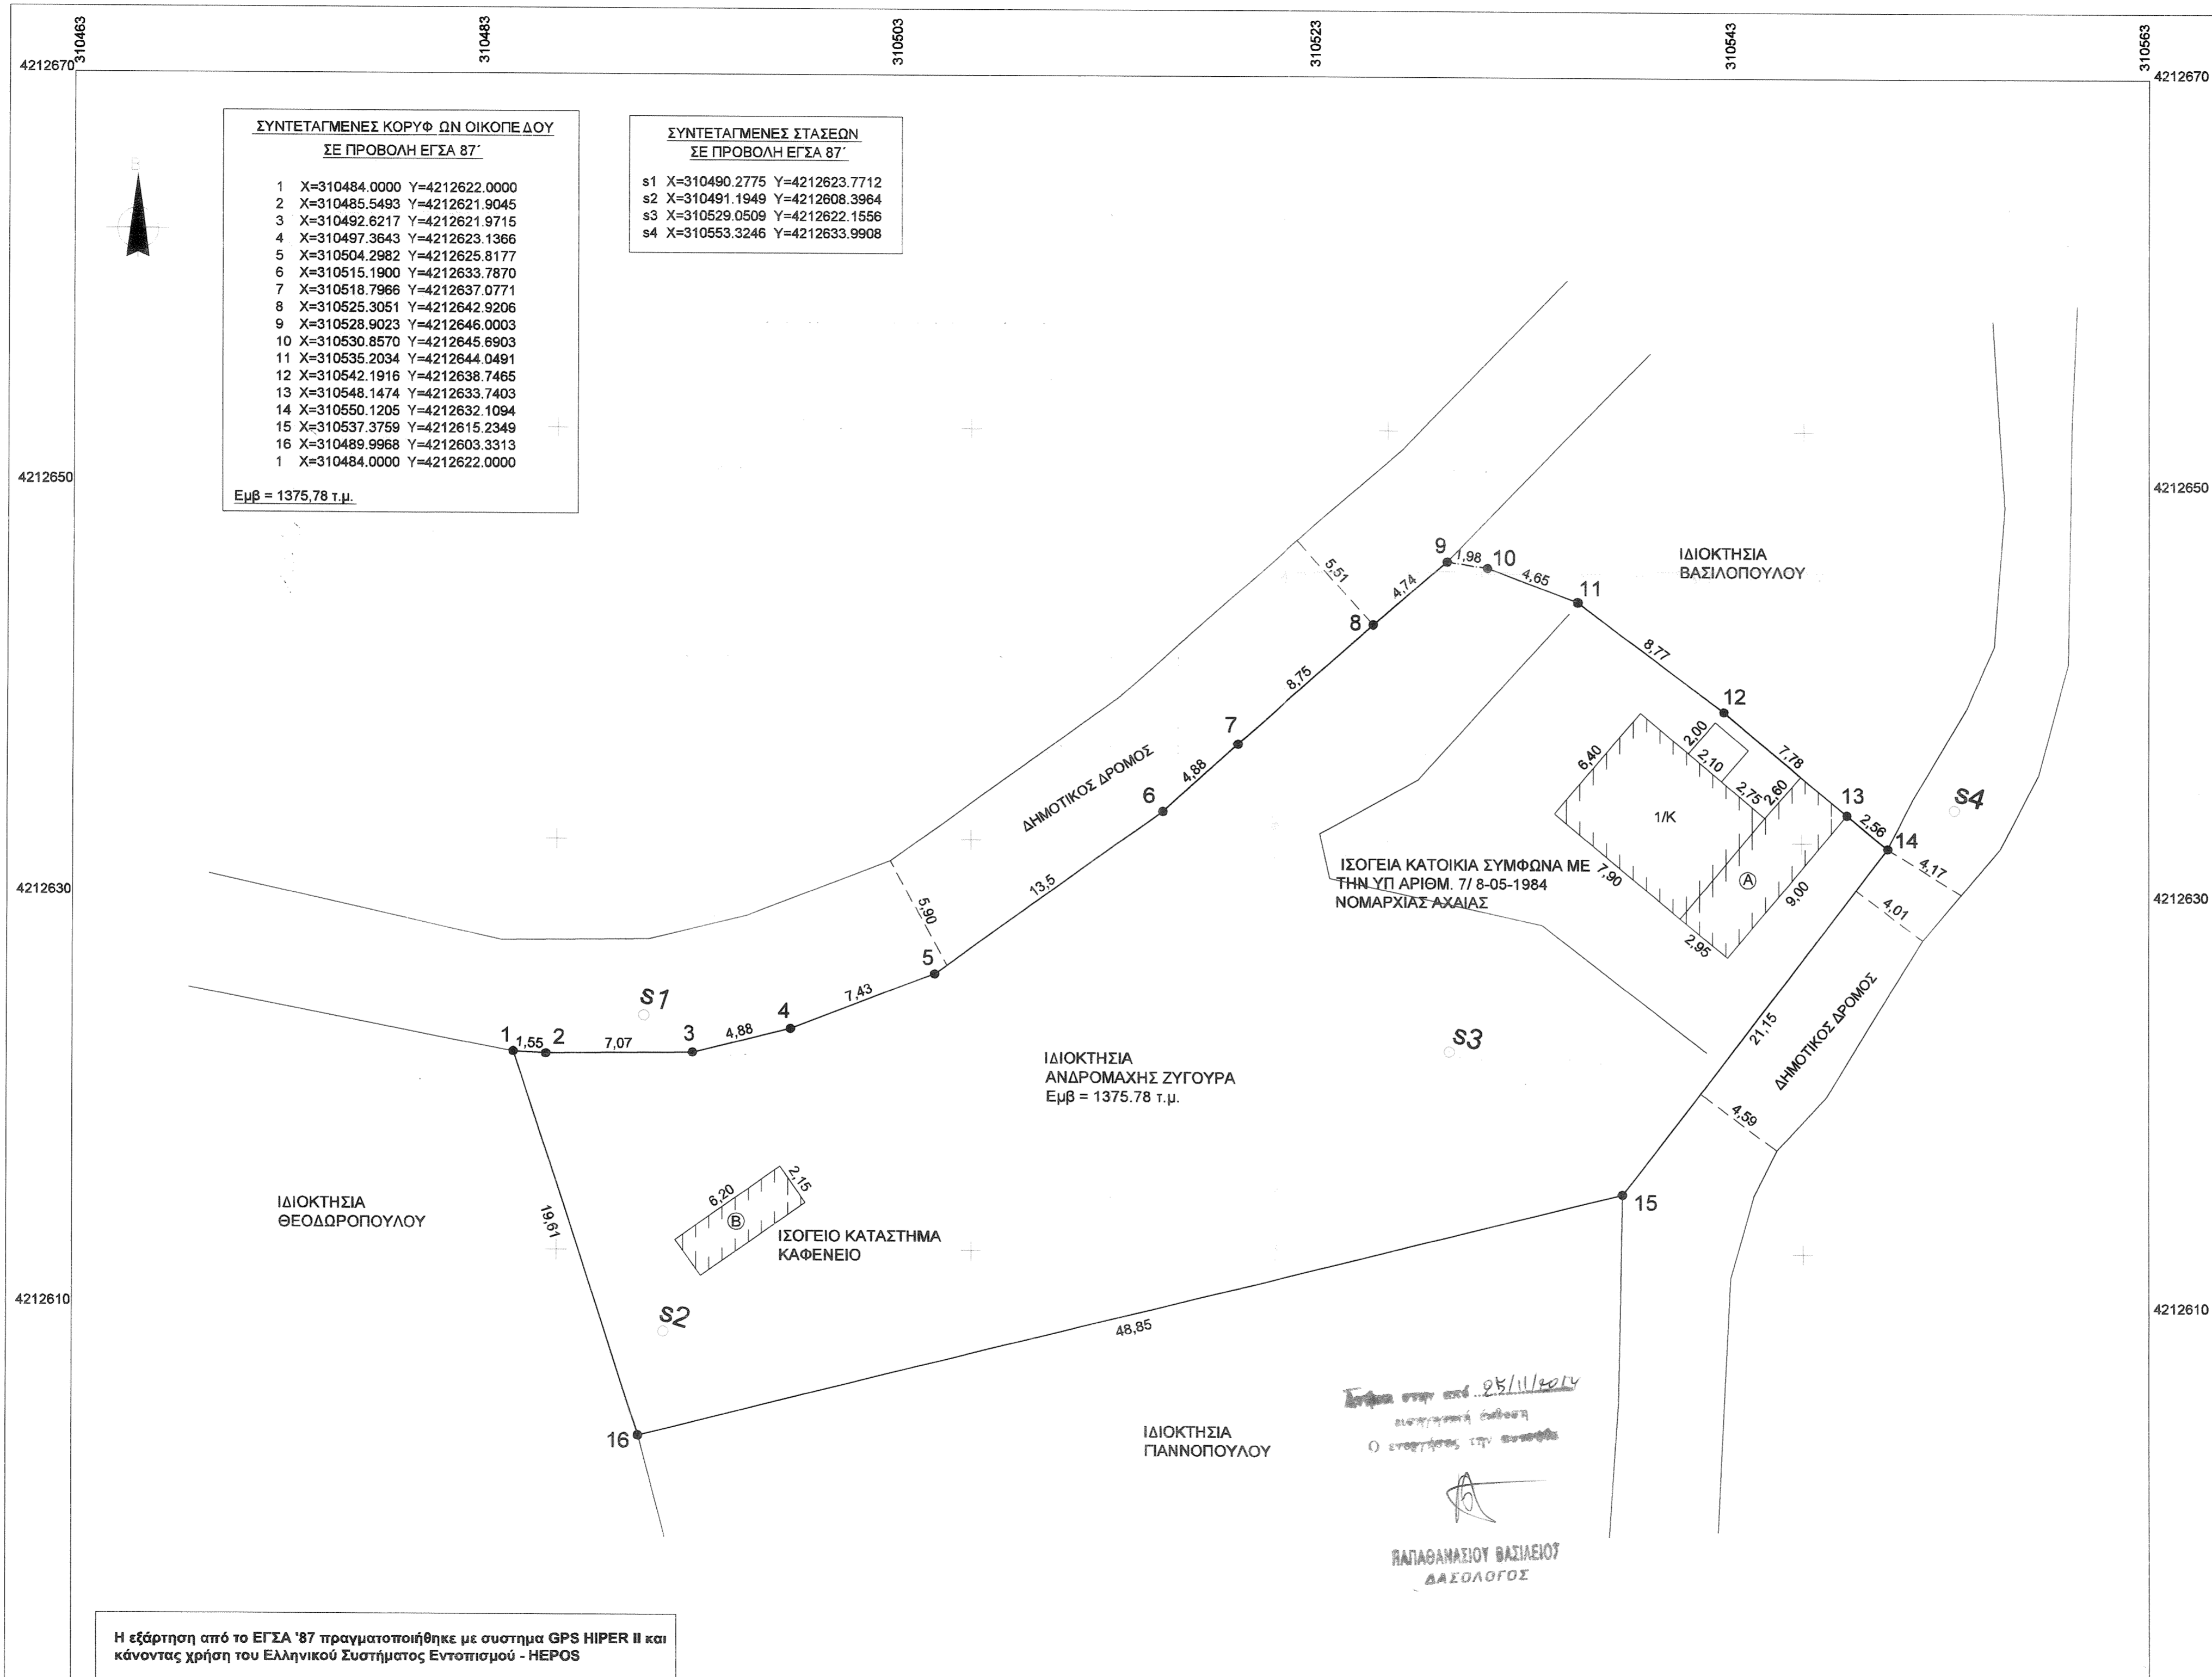 310463
310483
310503
310523
310543
310563
4212670
4212670
ΣΥΝΤΕΤΑΓΜΕΝΕΣ ΚΟΡΥΦ ΩΝ ΟΙΚΟΠΕ ΔΟΥ
ΣΕ ΠΡΟΒΟΛΗ ΕΓΣΑ 87΄
1 X=310484.0000 Y=4212622.0000
2 X=310485.5493 Y=4212621.9045
3 X=310492.6217 Y=4212621.9715
4 X=310497.3643 Y=4212623.1366
5 X=310504.2982 Y=4212625.8177
6 X=310515.1900 Y=4212633.7870
7 X=310518.7966 Y=4212637.0771
8 X=310525.3051 Y=4212642.9206
9 X=310528.9023 Y=4212646.0003
10 X=310530.8570 Y=4212645.6903
11 X=310535.2034 Y=4212644.0491
12 X=310542.1916 Y=4212638.7465
13 X=310548.1474 Y=4212633.7403
14 X=310550.1205 Y=4212632.1094
15 X=310537.3759 Y=4212615.2349
16 X=310489.9968 Y=4212603.3313
1 X=310484.0000 Y=4212622.0000
Εμβ = 1375,78 τ.μ.
ΣΥΝΤΕΤΑΓΜΕΝΕΣ ΣΤΑΣΕΩΝ
ΣΕ ΠΡΟΒΟΛΗ ΕΓΣΑ 87΄
s1 X=310490.2775 Y=4212623.7712
s2 X=310491.1949 Y=4212608.3964
s3 X=310529.0509 Y=4212622.1556
s4 X=310553.3246 Y=4212633.9908
Β
4212650
4212650
9
1,98
10
4,65
11
5,51
4,74
8
ΙΔΙΟΚΤΗΣΙΑ
ΒΑΣΙΛΟΠΟΥΛΟΥ
8,77
8,75
12
7
2,00
2,10
7,78
6,40
2,75
2,60
ΔΗΜΟΤΙΚΟΣ ΔΡΟΜΟΣ
4,88
6
13
s4
2,56
14
1/Κ
4,17
ΙΣΟΓΕΙΑ ΚΑΤΟΙΚΙΑ ΣΥΜΦΩΝΑ ΜΕ
ΤΗΝ ΥΠ ΑΡΙΘΜ. 7/ 8-05-1984
ΝΟΜΑΡΧΙΑΣ ΑΧΑΙΑΣ
7,90
Α
9,00
4,01
2,95
4212630
4212630
13,5
5,90
5
7,43
s1
4
4,88
3
7,07
2
1,55
1
s3
21,15
ΔΗΜΟΤΙΚΟΣ ΔΡΟΜΟΣ
4,59
ΙΔΙΟΚΤΗΣΙΑ
ΑΝΔΡΟΜΑΧΗΣ ΖΥΓΟΥΡΑ
Εμβ = 1375.78 τ.μ.
15
ΙΔΙΟΚΤΗΣΙΑ
ΘΕΟΔΩΡΟΠΟΥΛΟΥ
19,61
6,20
2,15
Β
ΙΣΟΓΕΙΟ ΚΑΤΑΣΤΗΜΑ
ΚΑΦΕΝΕΙΟ
4212610
4212610
s2
48,85
16
ΙΔΙΟΚΤΗΣΙΑ
ΓΙΑΝΝΟΠΟΥΛΟΥ
στην από 25/11/2014
Ο ενεργήσας την
ΠΑΠΑΘΑΝΑΣΙΟΥ ΒΑΣΙΛΕΙΟΣ
ΔΑΣΟΛΟΓΟΣ
Η εξάρτηση από το ΕΓΣΑ '87 πραγματοποιήθηκε με συστημα GPS HIPER II και
κάνοντας χρήση του Ελληνικού Συστήματος Εντοπισμού - HEPOS